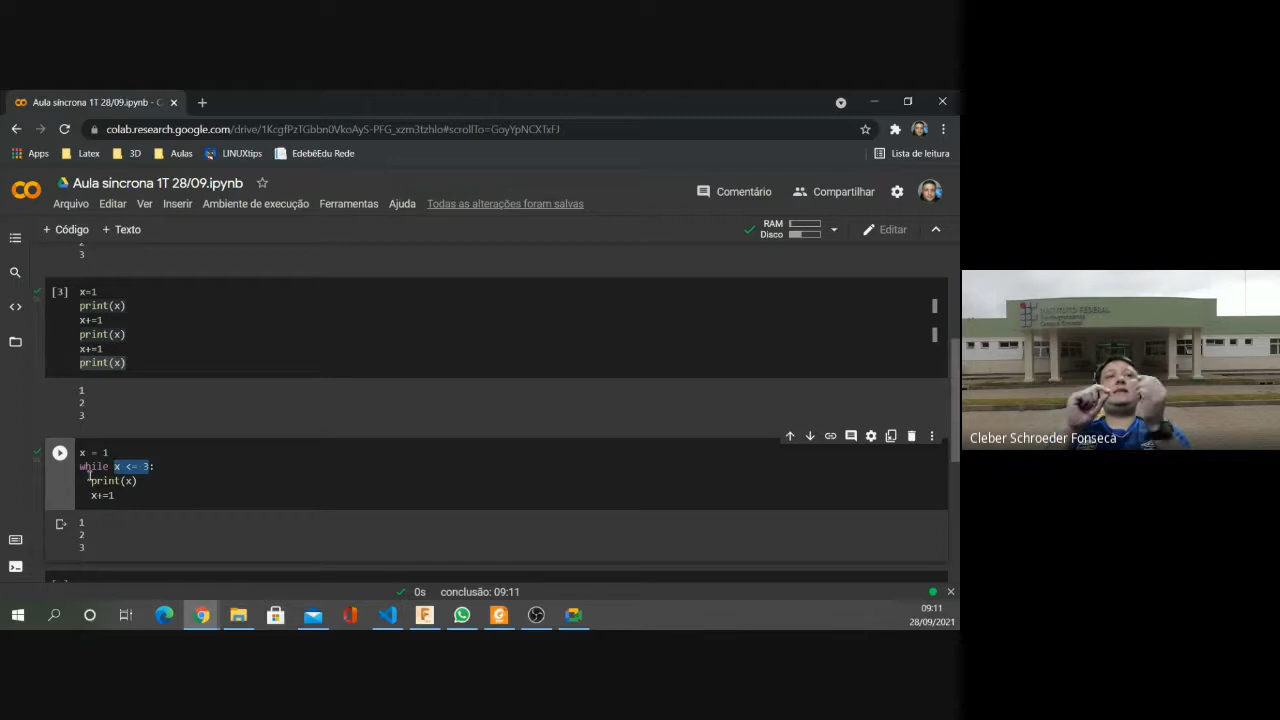 Aula síncrona 1T 28/09.ipynb - C
colab.research.google.com/drive/1KcgfPzTGbbn0VkoAyS-PFG_xzm3tzhlo#scrollTo=GoyYpNCXTxFJ
Apps Latex 3D Aulas LINUXtips EdebêEdu Rede Lista de leitura
Aula síncrona 1T 28/09.ipynb
Comentário Compartilhar
Arquivo Editar Ver Inserir Ambiente de execução Ferramentas Ajuda Todas as alterações foram salvas
+ Código + Texto RAM Disco Editar
3
[3] x=1
print(x)
x+=1
print(x)
x+=1
print(x)
1
2
3
x = 1
while x <= 3:
print(x)
x+=1
1
2
3
0s conclusão: 09:11
09:11
28/09/2021
INSTITUTO FEDERAL
Cleber Schroeder Fonseca